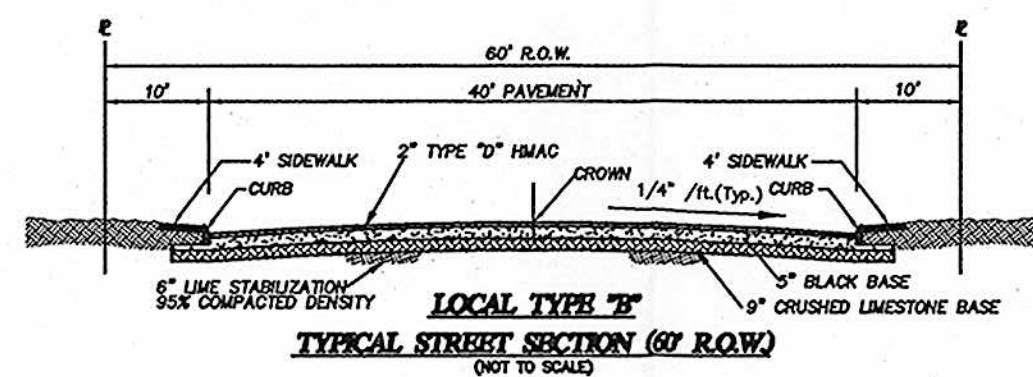 ℄ ℄
60' R.O.W.
10' 40' PAVEMENT 10'
4' SIDEWALK 2" TYPE "D" HMAC 4' SIDEWALK
CURB CROWN 1/4" /ft.(Typ.) CURB
6" LIME STABILIZATION 5" BLACK BASE
95% COMPACTED DENSITY 9" CRUSHED LIMESTONE BASE
LOCAL TYPE "B"
TYPICAL STREET SECTION (60' R.O.W.)
(NOT TO SCALE)